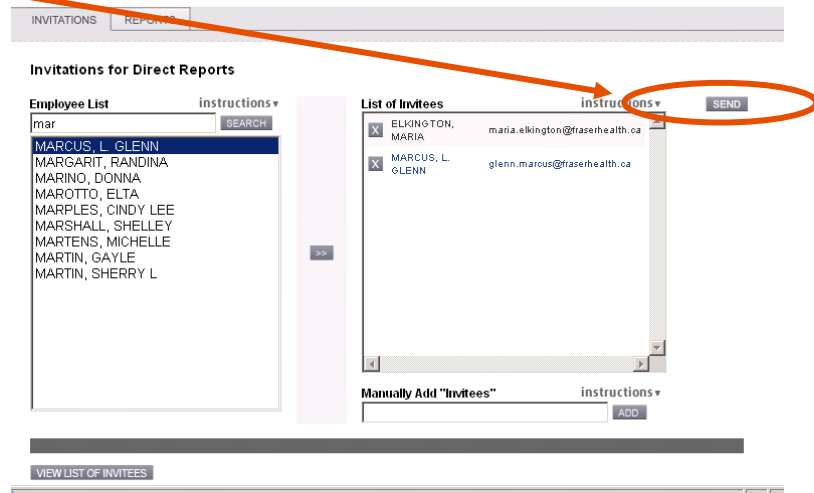 INVITATIONS REPORTS
Invitations for Direct Reports
Employee List instructions▾
mar SEARCH
MARCUS, L. GLENN
MARGARIT, RANDINA
MARINO, DONNA
MAROTTO, ELTA
MARPLES, CINDY LEE
MARSHALL, SHELLEY
MARTENS, MICHELLE
MARTIN, GAYLE
MARTIN, SHERRY L
>>
List of Invitees instructions▾ SEND
X ELKINGTON, MARIA maria.elkington@fraserhealth.ca
X MARCUS, L. GLENN glenn.marcus@fraserhealth.ca
Manually Add "Invitees" instructions▾
ADD
VIEW LIST OF INVITEES